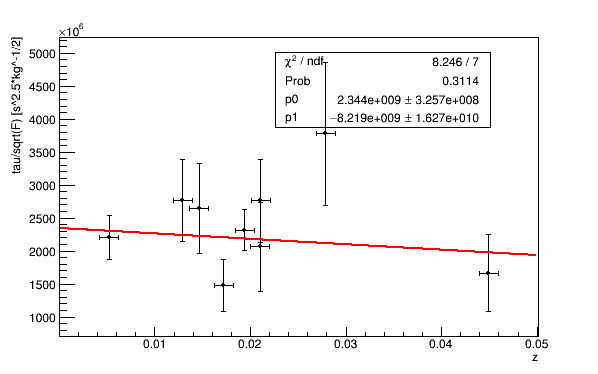 ×10⁶
tau/sqrt(F) [s^2.5*kg^-1/2]
5000
4500
4000
3500
3000
2500
2000
1500
1000
χ² / ndf 8.246 / 7
Prob 0.3114
p0 2.344e+009 ± 3.257e+008
p1 −8.219e+009 ± 1.627e+010
0.01 0.02 0.03 0.04 0.05
z